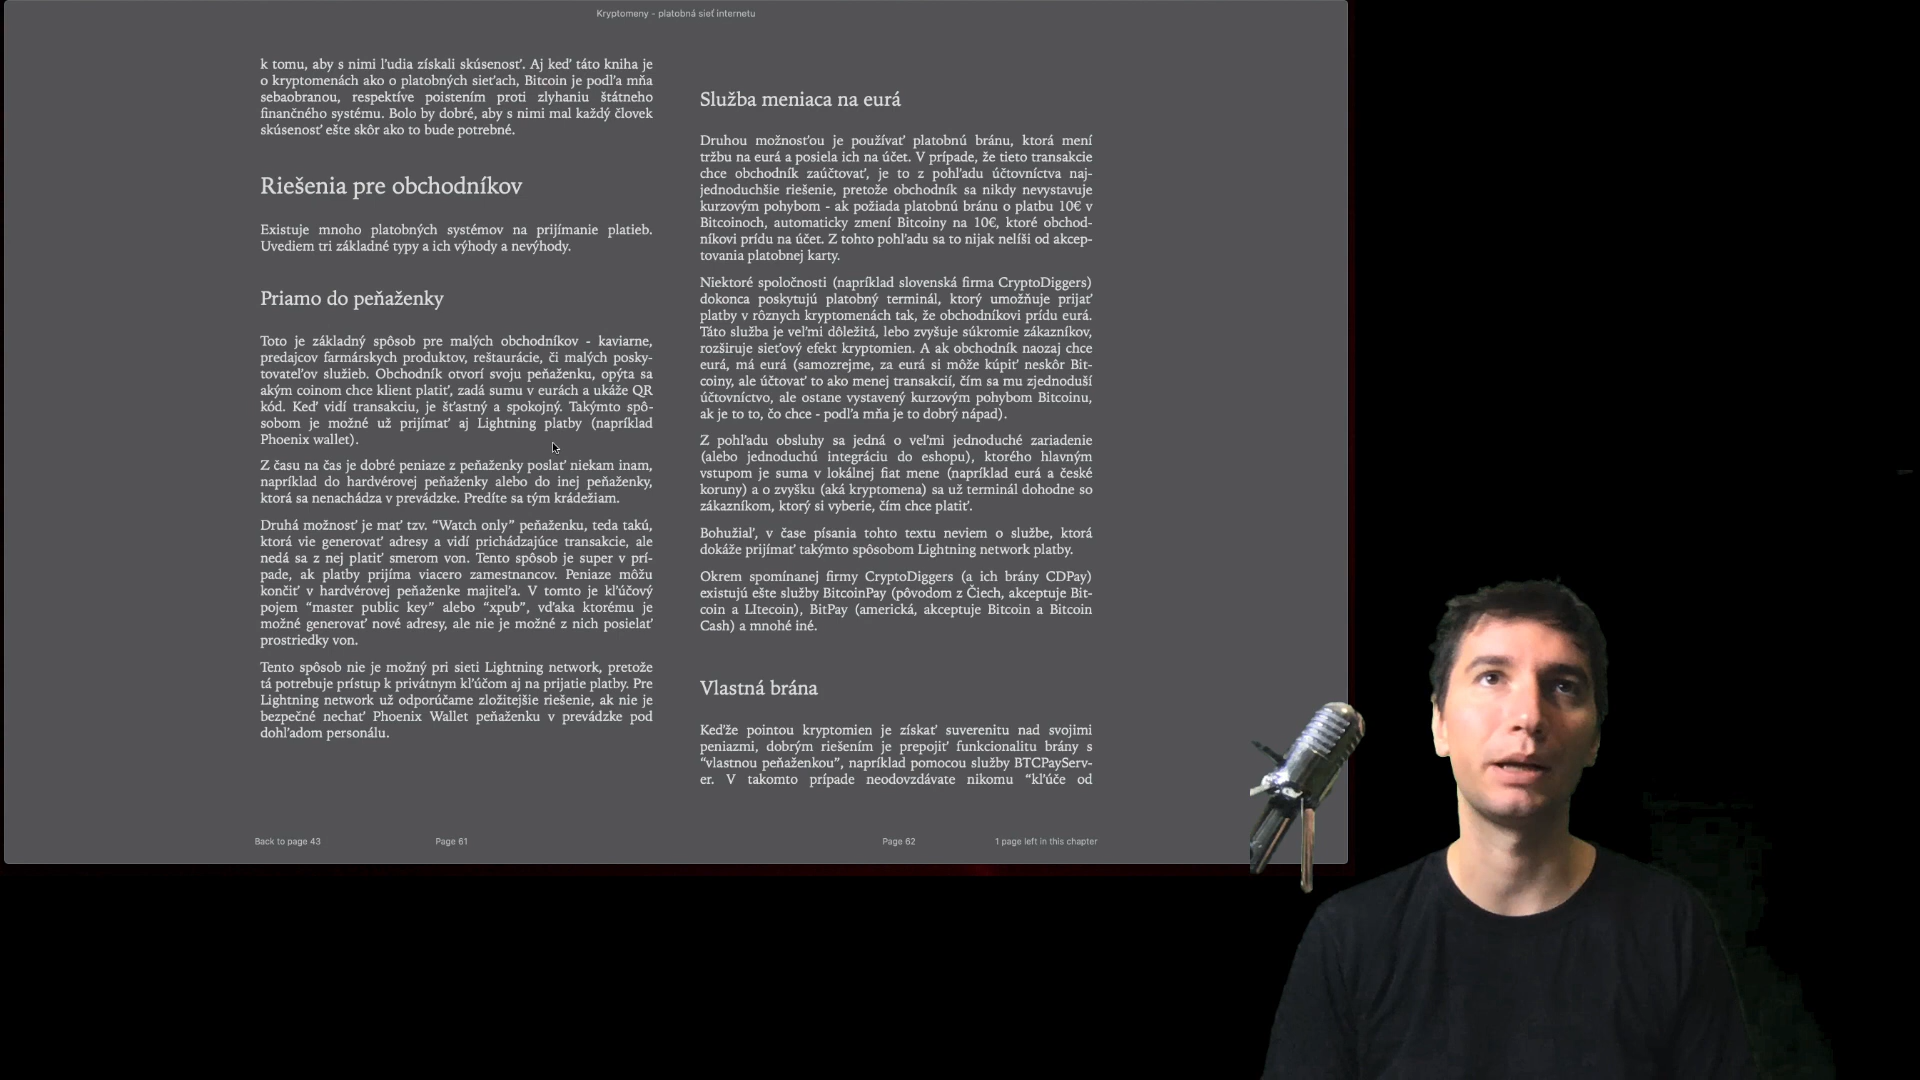 Kryptomeny - platobná sieť internetu
k tomu, aby s nimi ľudia získali skúsenosť. Aj keď táto kniha je
o kryptomenách ako o platobných sieťach, Bitcoin je podľa mňa
sebaobranou, respektíve poistením proti zlyhaniu štátneho
finančného systému. Bolo by dobré, aby s nimi mal každý človek
skúsenosť ešte skôr ako to bude potrebné.
Riešenia pre obchodníkov
Existuje mnoho platobných systémov na prijímanie platieb.
Uvediem tri základné typy a ich výhody a nevýhody.
Priamo do peňaženky
Toto je základný spôsob pre malých obchodníkov - kaviarne,
predajcov farmárskych produktov, reštaurácie, či malých posky-
tovateľov služieb. Obchodník otvorí svoju peňaženku, opýta sa
akým coinom chce klient platiť, zadá sumu v eurách a ukáže QR
kód. Keď vidí transakciu, je šťastný a spokojný. Takýmto spô-
sobom je možné už prijímať aj Lightning platby (napríklad
Phoenix wallet).
Z času na čas je dobré peniaze z peňaženky poslať niekam inam,
napríklad do hardvérovej peňaženky alebo do inej peňaženky,
ktorá sa nenachádza v prevádzke. Predíte sa tým krádežiam.
Druhá možnosť je mať tzv. “Watch only” peňaženku, teda takú,
ktorá vie generovať adresy a vidí prichádzajúce transakcie, ale
nedá sa z nej platiť smerom von. Tento spôsob je super v prí-
pade, ak platby prijíma viacero zamestnancov. Peniaze môžu
končiť v hardvérovej peňaženke majiteľa. V tomto je kľúčový
pojem “master public key” alebo “xpub”, vďaka ktorému je
možné generovať nové adresy, ale nie je možné z nich posielať
prostriedky von.
Tento spôsob nie je možný pri sieti Lightning network, pretože
tá potrebuje prístup k privátnym kľúčom aj na prijatie platby. Pre
Lightning network už odporúčame zložitejšie riešenie, ak nie je
bezpečné nechať Phoenix Wallet peňaženku v prevádzke pod
dohľadom personálu.
Back to page 43
Page 61
Služba meniaca na eurá
Druhou možnosťou je používať platobnú bránu, ktorá mení
tržbu na eurá a posiela ich na účet. V prípade, že tieto transakcie
chce obchodník zaúčtovať, je to z pohľadu účtovníctva naj-
jednoduchšie riešenie, pretože obchodník sa nikdy nevystavuje
kurzovým pohybom - ak požiada platobnú bránu o platbu 10€ v
Bitcoinoch, automaticky zmení Bitcoiny na 10€, ktoré obchod-
níkovi prídu na účet. Z tohto pohľadu sa to nijak nelíši od akcep-
tovania platobnej karty.
Niektoré spoločnosti (napríklad slovenská firma CryptoDiggers)
dokonca poskytujú platobný terminál, ktorý umožňuje prijať
platby v rôznych kryptomenách tak, že obchodníkovi prídu eurá.
Táto služba je veľmi dôležitá, lebo zvyšuje súkromie zákazníkov,
rozširuje sieťový efekt kryptomien. A ak obchodník naozaj chce
eurá, má eurá (samozrejme, za eurá si môže kúpiť neskôr Bit-
coiny, ale účtovať to ako menej transakcií, čím sa mu zjednoduší
účtovníctvo, ale ostane vystavený kurzovým pohybom Bitcoinu,
ak je to to, čo chce - podľa mňa je to dobrý nápad).
Z pohľadu obsluhy sa jedná o veľmi jednoduché zariadenie
(alebo jednoduchú integráciu do eshopu), ktorého hlavným
vstupom je suma v lokálnej fiat mene (napríklad eurá a české
koruny) a o zvyšku (aká kryptomena) sa už terminál dohodne so
zákazníkom, ktorý si vyberie, čím chce platiť.
Bohužiaľ, v čase písania tohto textu neviem o službe, ktorá
dokáže prijímať takýmto spôsobom Lightning network platby.
Okrem spomínanej firmy CryptoDiggers (a ich brány CDPay)
existujú ešte služby BitcoinPay (pôvodom z Čiech, akceptuje Bit-
coin a LItecoin), BitPay (americká, akceptuje Bitcoin a Bitcoin
Cash) a mnohé iné.
Vlastná brána
Keďže pointou kryptomien je získať suverenitu nad svojimi
peniazmi, dobrým riešením je prepojiť funkcionalitu brány s
“vlastnou peňaženkou”, napríklad pomocou služby BTCPayServ-
er. V takomto prípade neodovzdávate nikomu “kľúče od
Page 62
1 page left in this chapter